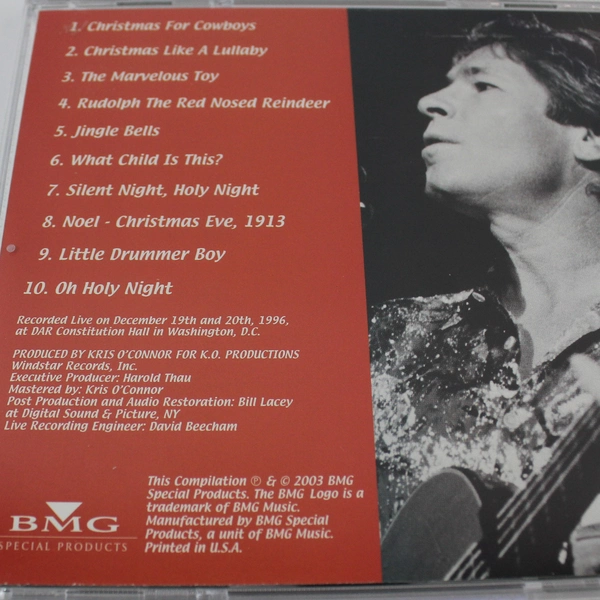 1. Christmas For Cowboys
2. Christmas Like A Lullaby
3. The Marvelous Toy
4. Rudolph The Red Nosed Reindeer
5. Jingle Bells
6. What Child Is This?
7. Silent Night, Holy Night
8. Noel - Christmas Eve, 1913
9. Little Drummer Boy
10. Oh Holy Night
Recorded Live on December 19th and 20th, 1996,
at DAR Constitution Hall in Washington, D.C.
PRODUCED BY KRIS O'CONNOR FOR K.O. PRODUCTIONS
Windstar Records, Inc.
Executive Producer: Harold Thau
Mastered by: Kris O'Connor
Post Production and Audio Restoration: Bill Lacey
at Digital Sound & Picture, NY
Live Recording Engineer: David Beecham
This Compilation ℗ & © 2003 BMG
Special Products. The BMG Logo is a
trademark of BMG Music.
Manufactured by BMG Special
Products, a unit of BMG Music.
Printed in U.S.A.
BMG
SPECIAL PRODUCTS